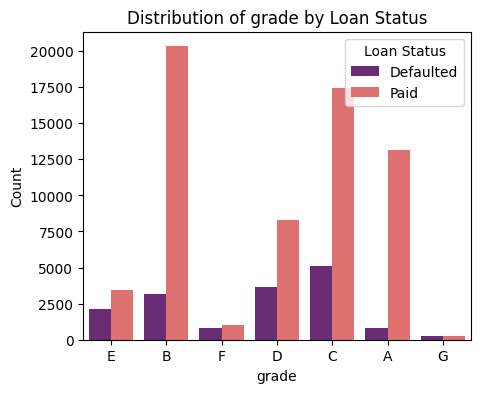 Distribution of grade by Loan Status
Loan Status
Defaulted
Paid
Count
20000
17500
15000
12500
10000
7500
5000
2500
0
E B F D C A G
grade